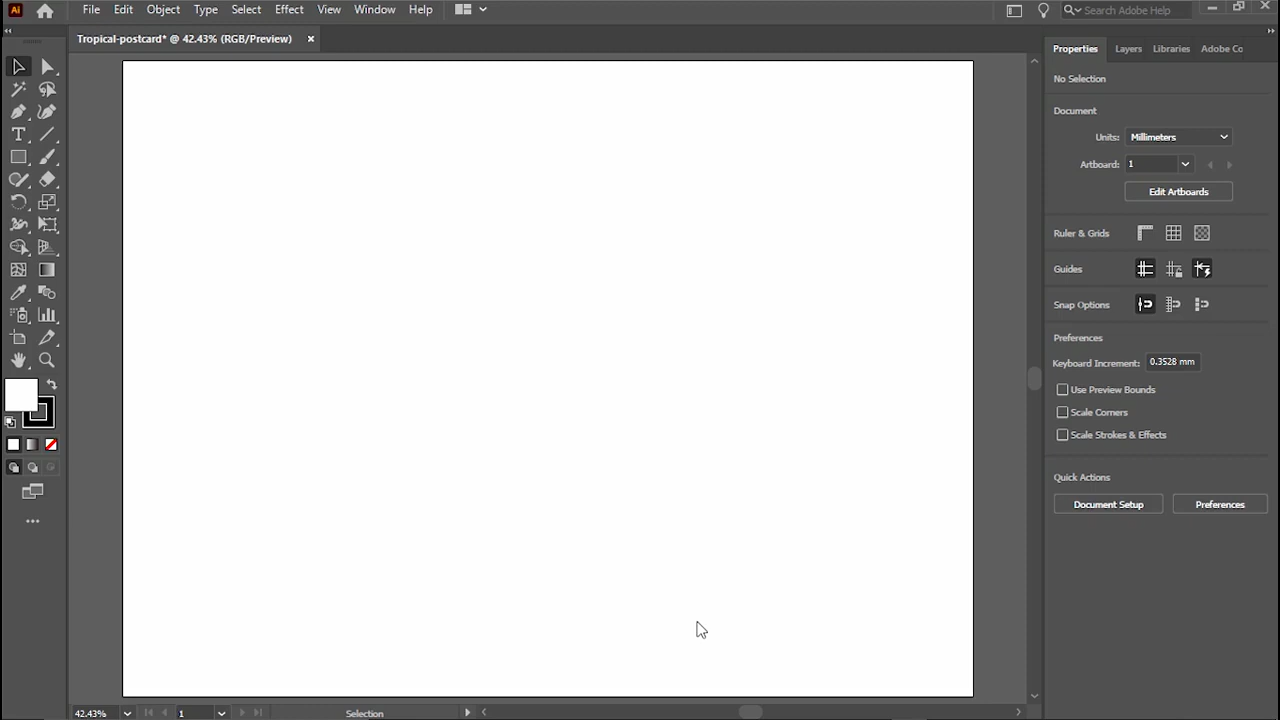 Ai File Edit Object Type Select Effect View Window Help Search Adobe Help
Tropical-postcard* @ 42.43% (RGB/Preview)
Properties Layers Libraries Adobe Co
No Selection
Document
Units: Millimeters
Artboard: 1
Edit Artboards
Ruler & Grids
Guides
Snap Options
Preferences
Keyboard Increment: 0.3528 mm
Use Preview Bounds
Scale Corners
Scale Strokes & Effects
Quick Actions
Document Setup Preferences
42.43% 1 Selection